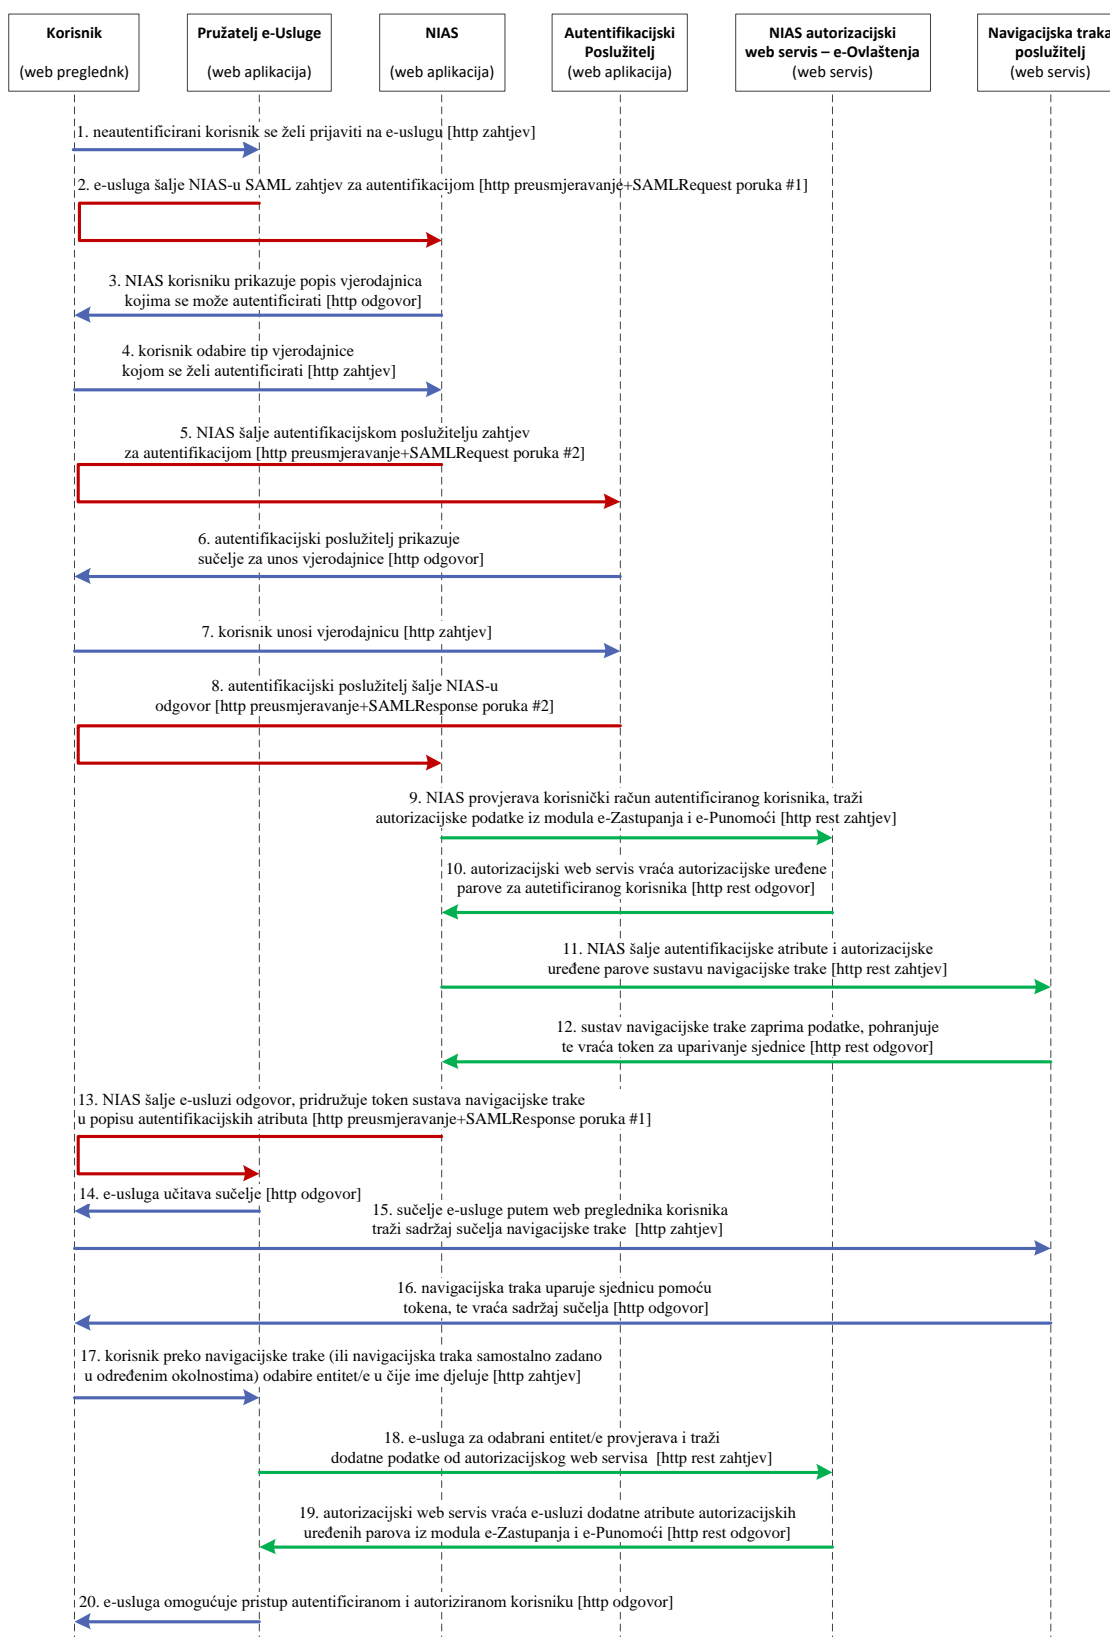 Korisnik
(web preglednk)
Pružatelj e-Usluge
(web aplikacija)
NIAS
(web aplikacija)
Autentifikacijski
Poslužitelj
(web aplikacija)
NIAS autorizacijski
web servis – e-Ovlaštenja
(web servis)
Navigacijska traka
poslužitelj
(web servis)
1. neautentificirani korisnik se želi prijaviti na e-uslugu [http zahtjev]
2. e-usluga šalje NIAS-u SAML zahtjev za autentifikacijom [http preusmjeravanje+SAMLRequest poruka #1]
3. NIAS korisniku prikazuje popis vjerodajnica
kojima se može autentificirati [http odgovor]
4. korisnik odabire tip vjerodajnice
kojom se želi autentificirati [http zahtjev]
5. NIAS šalje autentifikacijskom poslužitelju zahtjev
za autentifikacijom [http preusmjeravanje+SAMLRequest poruka #2]
6. autentifikacijski poslužitelj prikazuje
sučelje za unos vjerodajnice [http odgovor]
7. korisnik unosi vjerodajnicu [http zahtjev]
8. autentifikacijski poslužitelj šalje NIAS-u
odgovor [http preusmjeravanje+SAMLResponse poruka #2]
9. NIAS provjerava korisnički račun autentificiranog korisnika, traži
autorizacijske podatke iz modula e-Zastupanja i e-Punomoći [http rest zahtjev]
10. autorizacijski web servis vraća autorizacijske uređene
parove za autetificiranog korisnika [http rest odgovor]
11. NIAS šalje autentifikacijske atribute i autorizacijske
uređene parove sustavu navigacijske trake [http rest zahtjev]
12. sustav navigacijske trake zaprima podatke, pohranjuje
te vraća token za uparivanje sjednice [http rest odgovor]
13. NIAS šalje e-usluzi odgovor, pridružuje token sustava navigacijske trake
u popisu autentifikacijskih atributa [http preusmjeravanje+SAMLResponse poruka #1]
14. e-usluga učitava sučelje [http odgovor]
15. sučelje e-usluge putem web preglednika korisnika
traži sadržaj sučelja navigacijske trake [http zahtjev]
16. navigacijska traka uparuje sjednicu pomoću
tokena, te vraća sadržaj sučelja [http odgovor]
17. korisnik preko navigacijske trake (ili navigacijska traka samostalno zadano
u određenim okolnostima) odabire entitet/e u čije ime djeluje [http zahtjev]
18. e-usluga za odabrani entitet/e provjerava i traži
dodatne podatke od autorizacijskog web servisa [http rest zahtjev]
19. autorizacijski web servis vraća e-usluzi dodatne atribute autorizacijskih
uređenih parova iz modula e-Zastupanja i e-Punomoći [http rest odgovor]
20. e-usluga omogućuje pristup autentificiranom i autoriziranom korisniku [http odgovor]